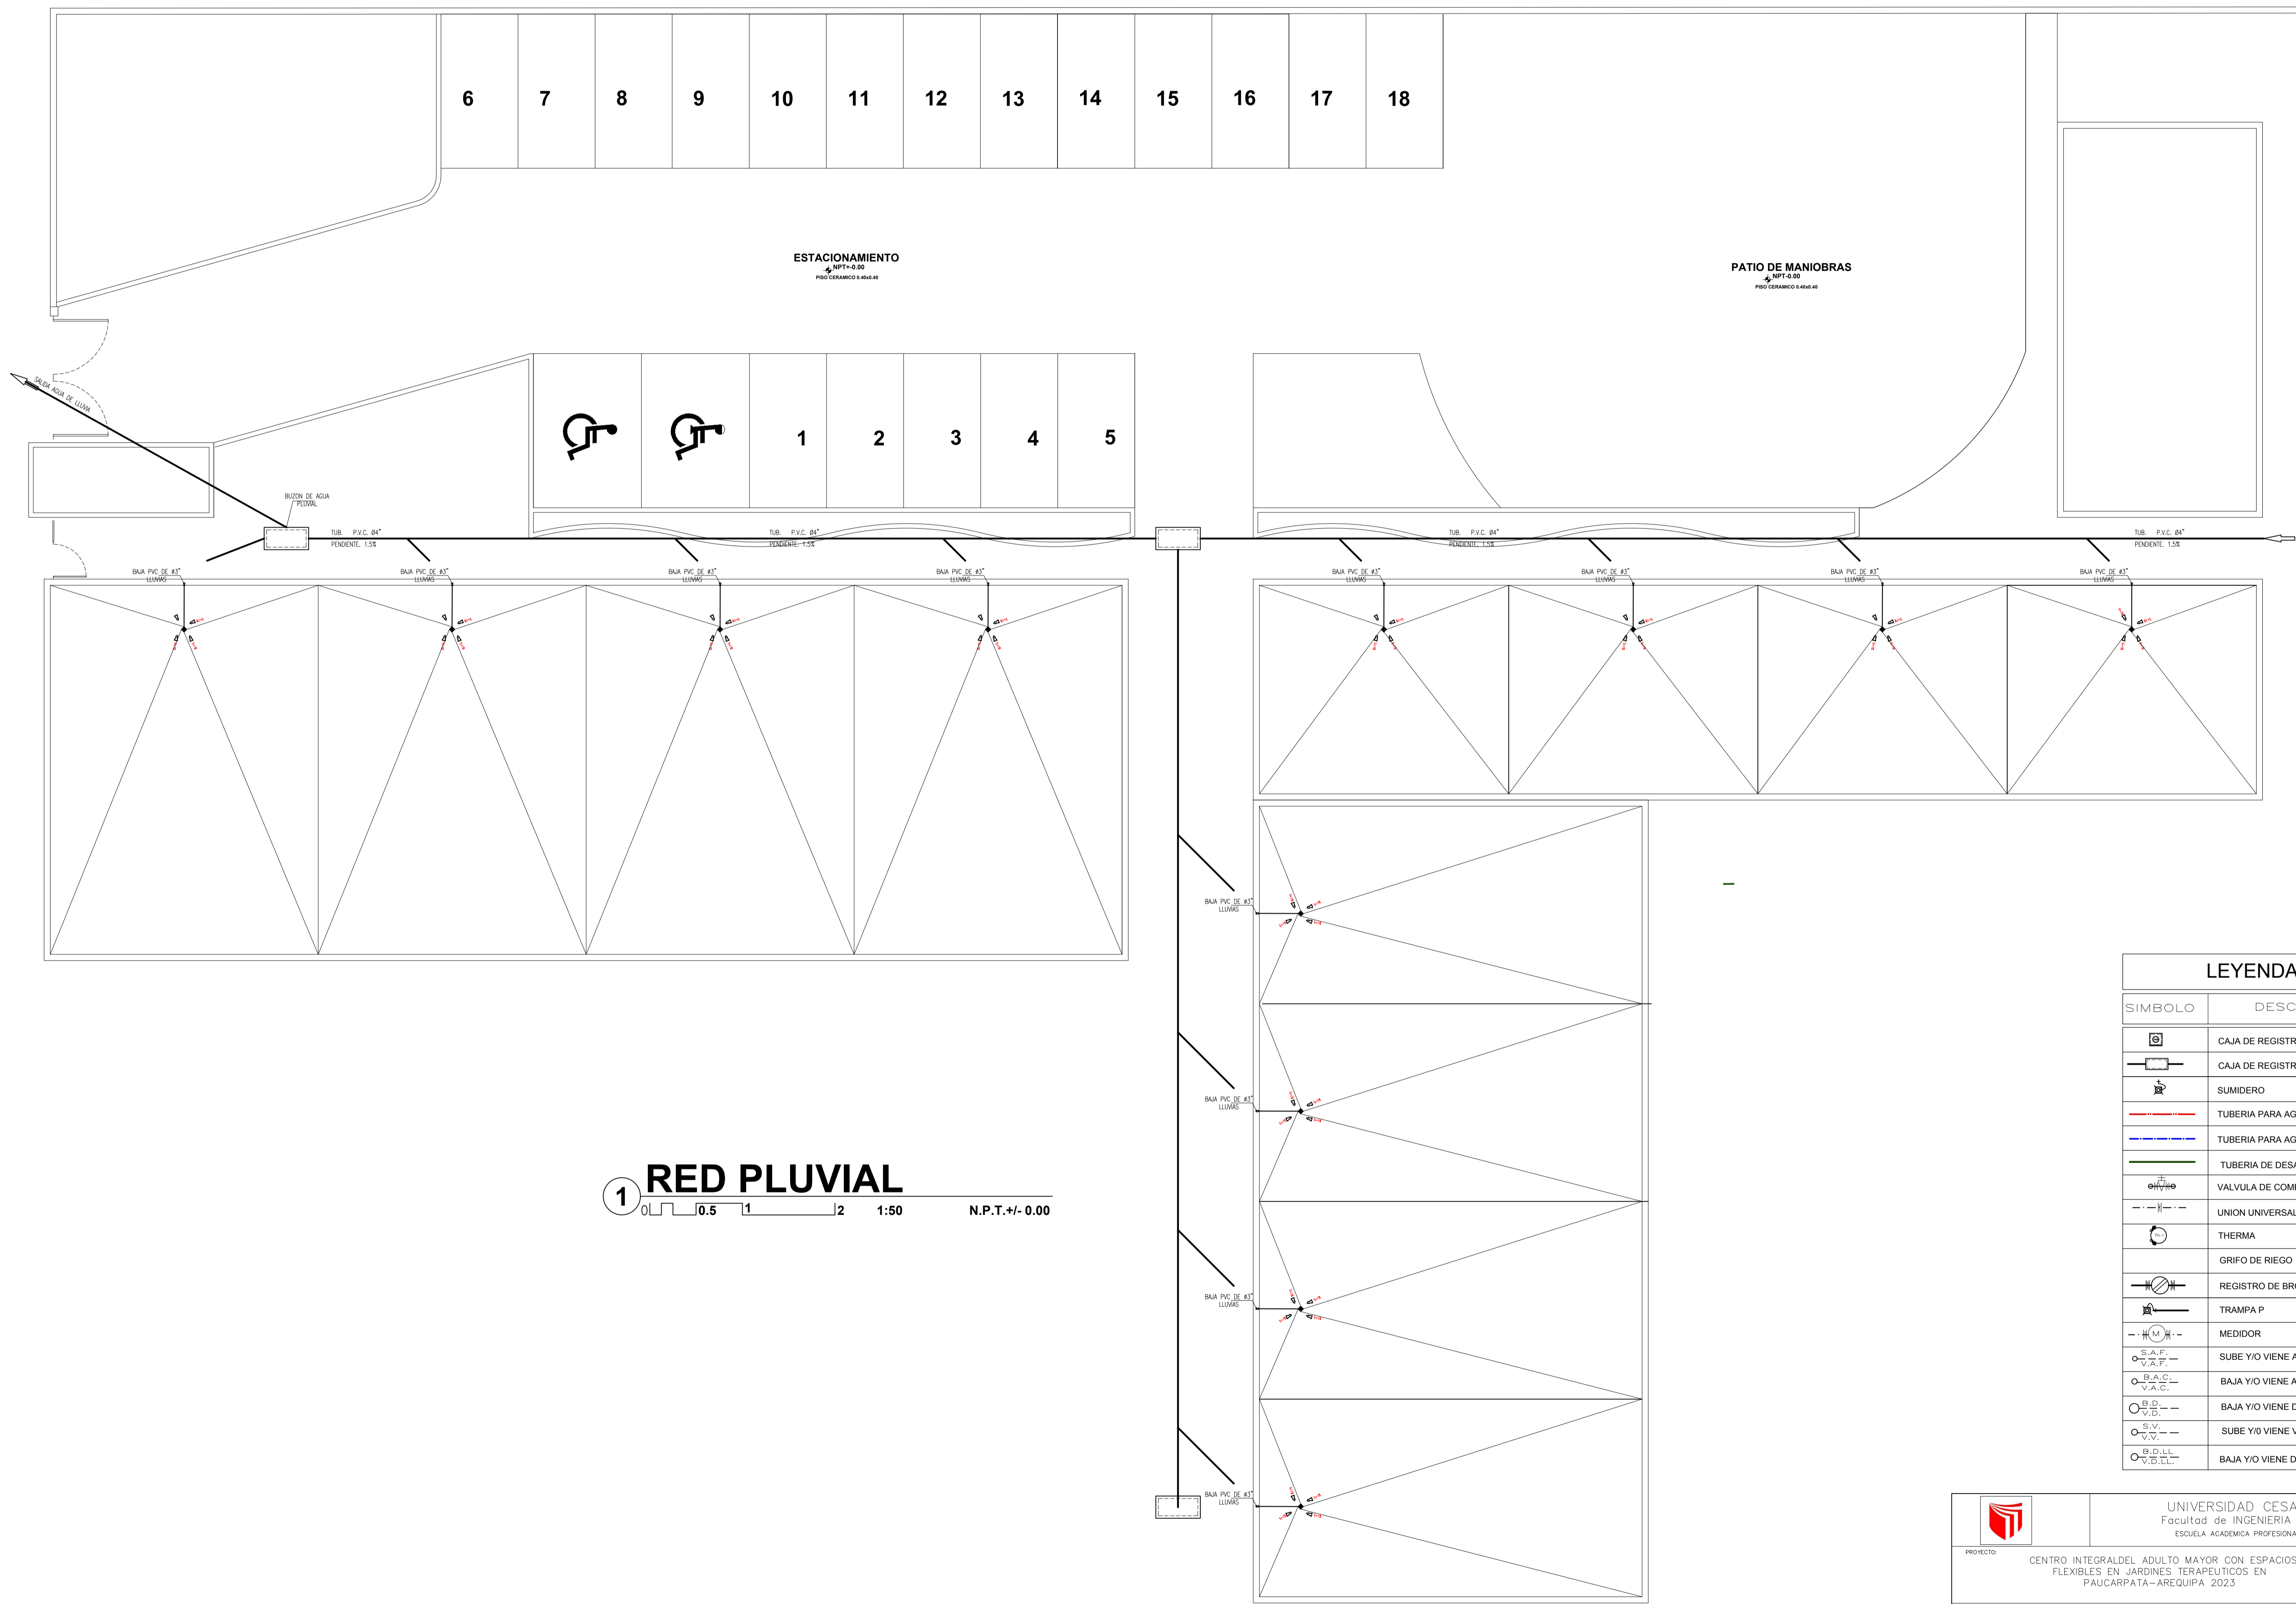 6 7 8 9 10 11 12 13 14 15 16 17 18
ESTACIONAMIENTO
NPT+-0.00
PISO CERAMICO 0.40x0.40
PATIO DE MANIOBRAS
NPT-0.00
PISO CERAMICO 0.40x0.40
SALIDA AGUA DE LLUVIA
1 2 3 4 5
BUZON DE AGUA
PLUVIAL
TUB. P.V.C. Ø4"
PENDIENTE. 1.5%
TUB. P.V.C. Ø4"
PENDIENTE. 1.5%
TUB. P.V.C. Ø4"
PENDIENTE. 1.5%
TUB. P.V.C. Ø4"
PENDIENTE. 1.5%
BAJA PVC DE Ø3"
LLUVIAS
BAJA PVC DE Ø3"
LLUVIAS
BAJA PVC DE Ø3"
LLUVIAS
BAJA PVC DE Ø3"
LLUVIAS
BAJA PVC DE Ø3"
LLUVIAS
BAJA PVC DE Ø3"
LLUVIAS
BAJA PVC DE Ø3"
LLUVIAS
BAJA PVC DE Ø3"
LLUVIAS
BAJA PVC DE Ø3"
LLUVIAS
BAJA PVC DE Ø3"
LLUVIAS
BAJA PVC DE Ø3"
LLUVIAS
BAJA PVC DE Ø3"
LLUVIAS
1 RED PLUVIAL
0 0.5 1 2 1:50 N.P.T.+/- 0.00
LEYENDA
SIMBOLO DESC
CAJA DE REGISTR
CAJA DE REGISTR
SUMIDERO
TUBERIA PARA AG
TUBERIA PARA AG
TUBERIA DE DESA
VALVULA DE COM
UNION UNIVERSAL
THERMA
GRIFO DE RIEGO
REGISTRO DE BR
TRAMPA P
M MEDIDOR
S.A.F.
V.A.F.
SUBE Y/O VIENE A
B.A.C.
V.A.C.
BAJA Y/O VIENE A
B.D.
V.D.
BAJA Y/O VIENE D
S.V.
V.V.
SUBE Y/0 VIENE V
B.D.LL
V.D.LL.
BAJA Y/O VIENE D
UNIVERSIDAD CESA
Facultad de INGENIERIA
ESCUELA ACADEMICA PROFESIONA
PROYECTO:
CENTRO INTEGRALDEL ADULTO MAYOR CON ESPACIOS
FLEXIBLES EN JARDINES TERAPEUTICOS EN
PAUCARPATA-AREQUIPA 2023